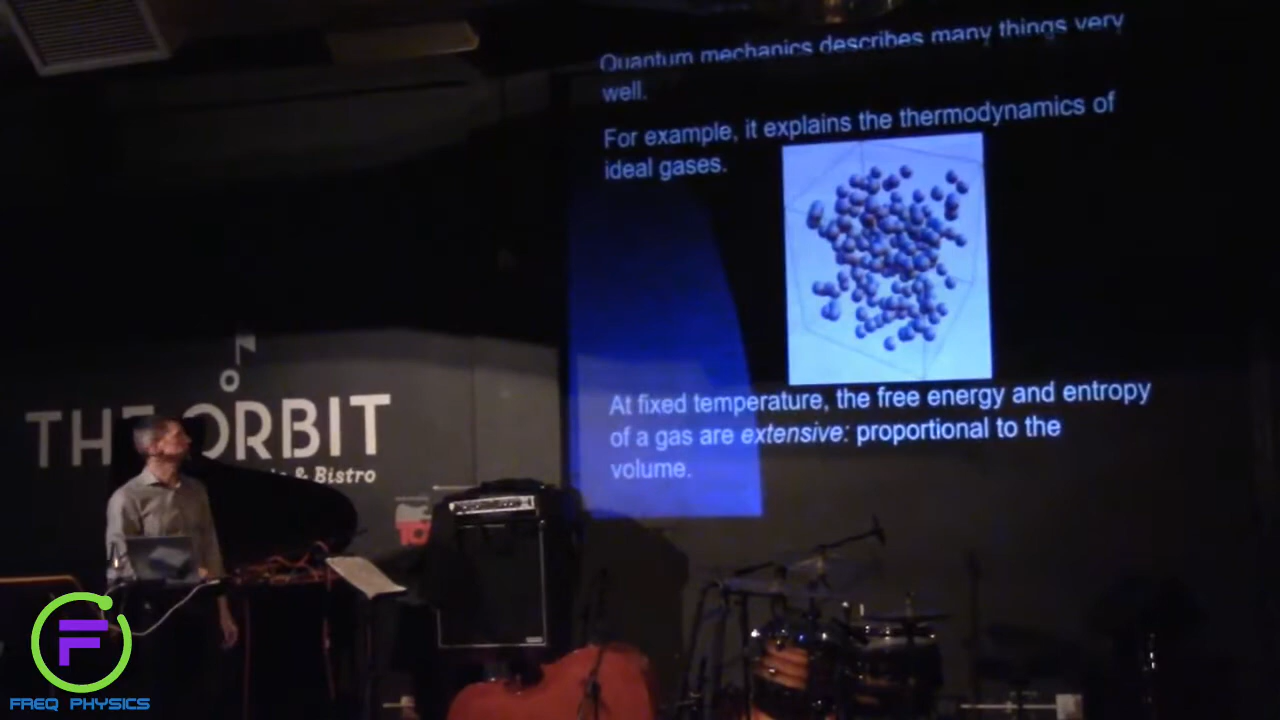 Quantum mechanics describes many things very
well.
For example, it explains the thermodynamics of
ideal gases.
At fixed temperature, the free energy and entropy
of a gas are extensive: proportional to the
volume.
THE ORBIT
& Bistro
FREQ PHYSICS